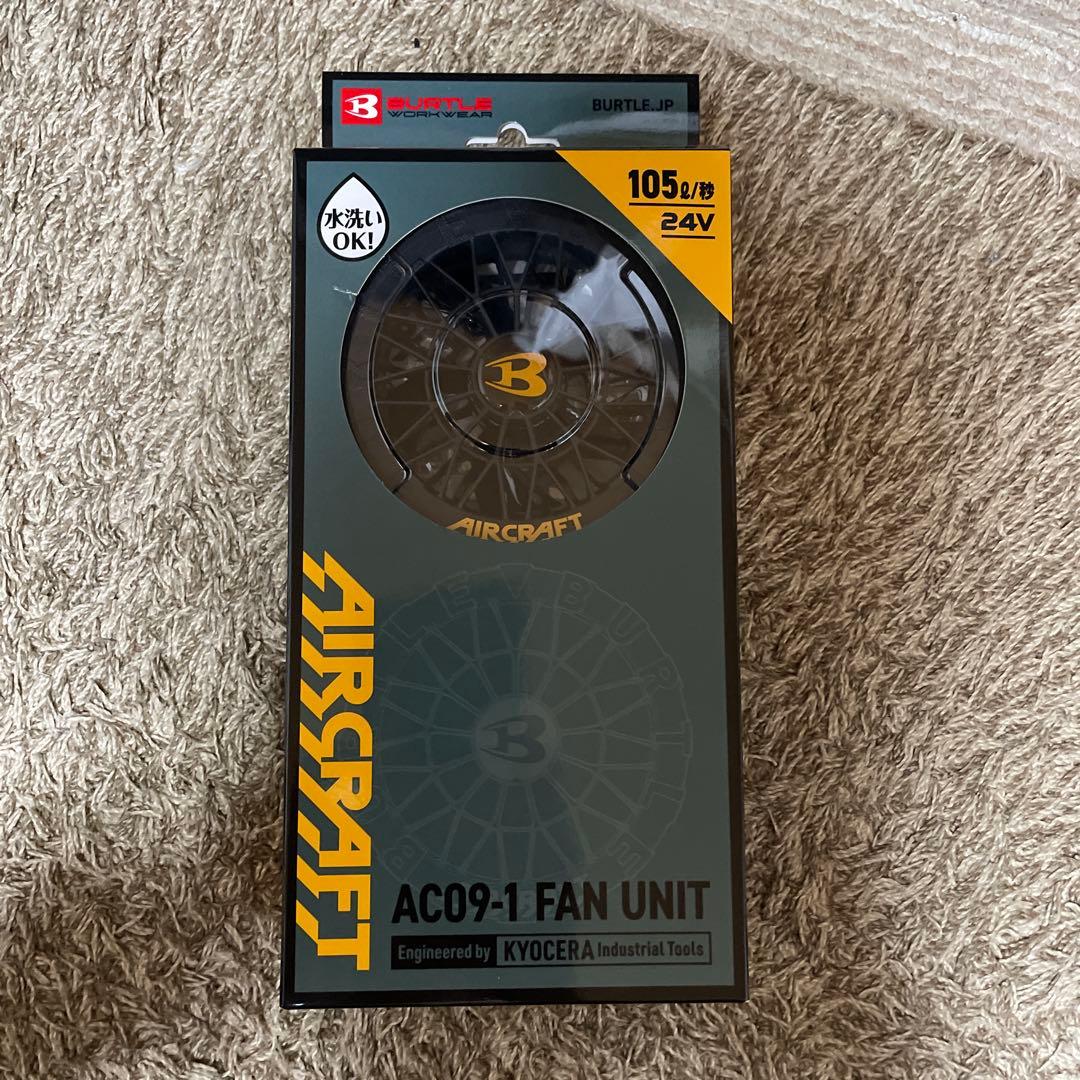 B BURTLE
WORKWEAR
BURTLE.JP
水洗い
OK!
105ℓ/秒
24V
B
AIRCRAFT
AIRCRAFT
BURTLE
B
AC09-1 FAN UNIT
Engineered by KYOCERA Industrial Tools